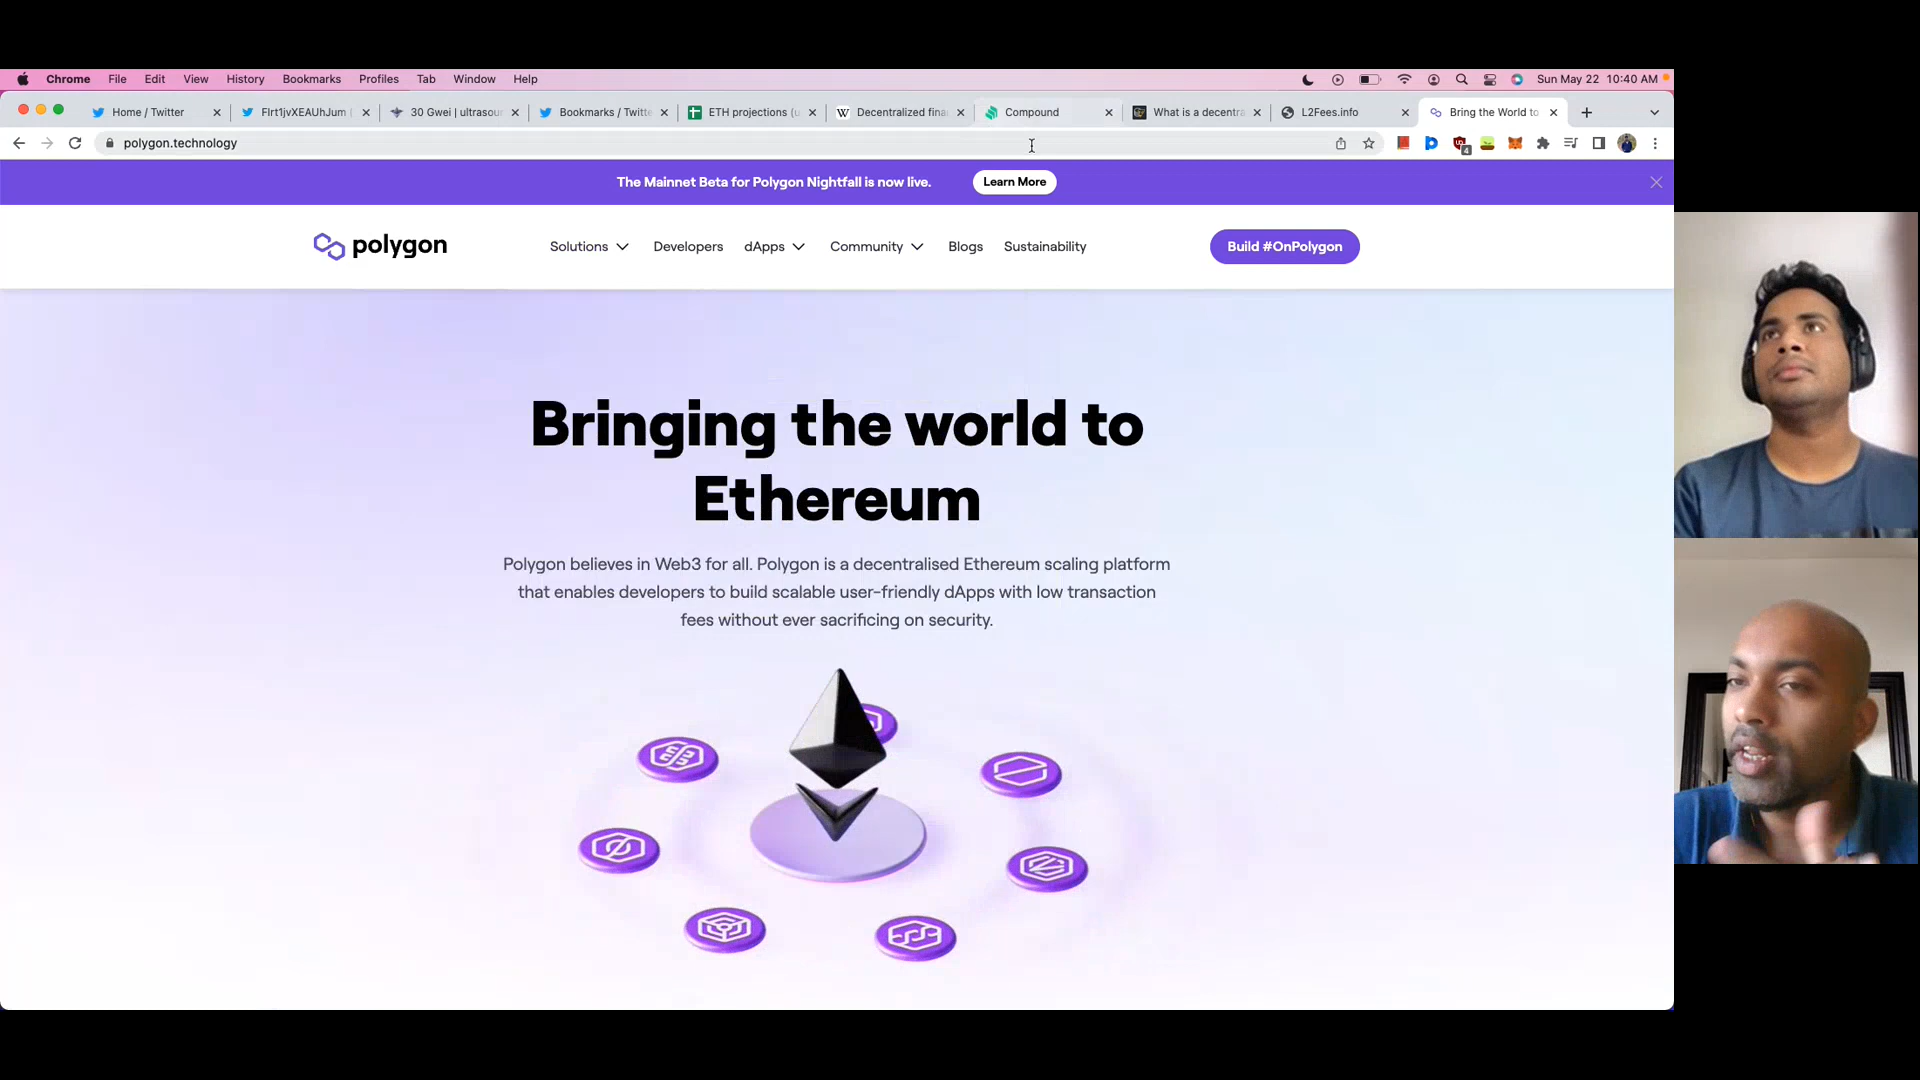 Chrome File Edit View History Bookmarks Profiles Tab Window Help Sun May 22 10:40 AM
Home / Twitter FIrt1jvXEAUhJum ( 30 Gwei | ultrasour Bookmarks / Twitte ETH projections (u Decentralized finan Compound What is a decentra L2Fees.info Bring the World to
polygon.technology 4
The Mainnet Beta for Polygon Nightfall is now live. Learn More
polygon Solutions Developers dApps Community Blogs Sustainability Build #OnPolygon
Bringing the world to
Ethereum
Polygon believes in Web3 for all. Polygon is a decentralised Ethereum scaling platform
that enables developers to build scalable user-friendly dApps with low transaction
fees without ever sacrificing on security.